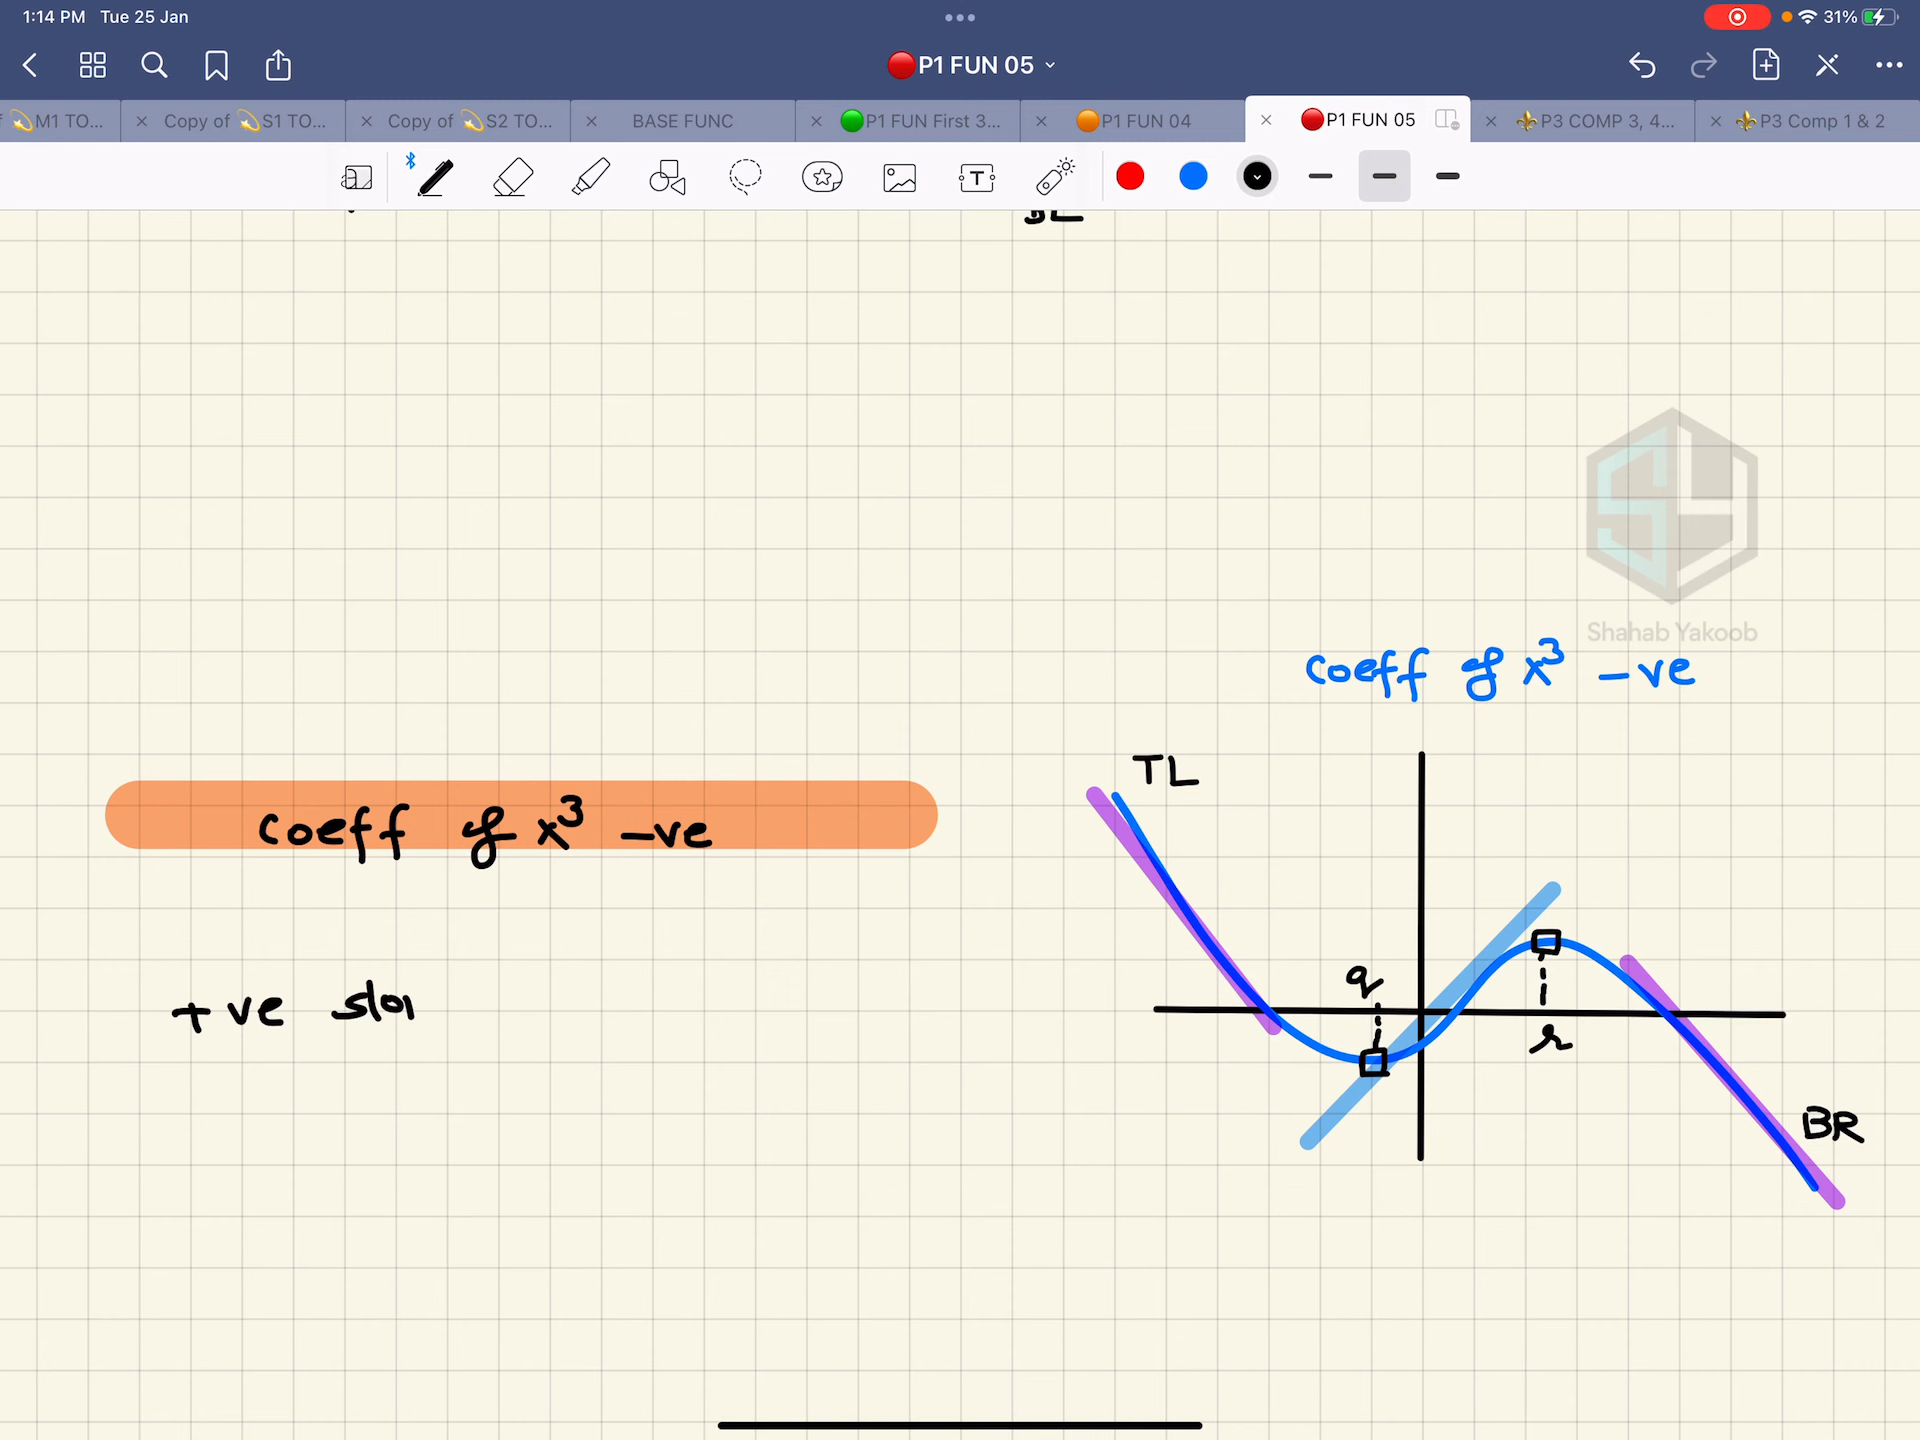 1:14 PM Tue 25 Jan
31%
P1 FUN 05
M1 TO...
Copy of S1 TO...
Copy of S2 TO...
BASE FUNC
P1 FUN First 3...
P1 FUN 04
P1 FUN 05
P3 COMP 3, 4...
P3 Comp 1 & 2
Shahab Yakoob
coeff of x³ -ve
TL
coeff of x³ -ve
q
+ve slo
r
BR